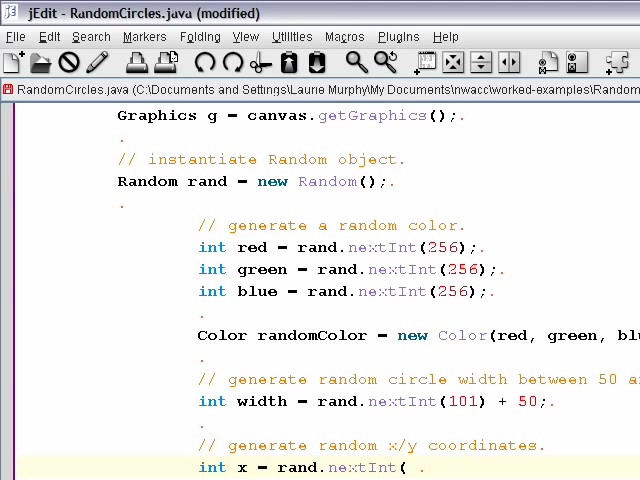 jEdit - RandomCircles.java (modified)
File Edit Search Markers Folding View Utilities Macros Plugins Help
RandomCircles.java (C:\Documents and Settings\Laurie Murphy\My Documents\nwacc\worked-examples\Random
Graphics g = canvas.getGraphics();.
.
// instantiate Random object.
Random rand = new Random();.
.
// generate a random color.
int red = rand.nextInt(256);.
int green = rand.nextInt(256);.
int blue = rand.nextInt(256);.
.
Color randomColor = new Color(red, green, bl
.
// generate random circle width between 50 a
int width = rand.nextInt(101) + 50;.
.
// generate random x/y coordinates.
int x = rand.nextInt( .